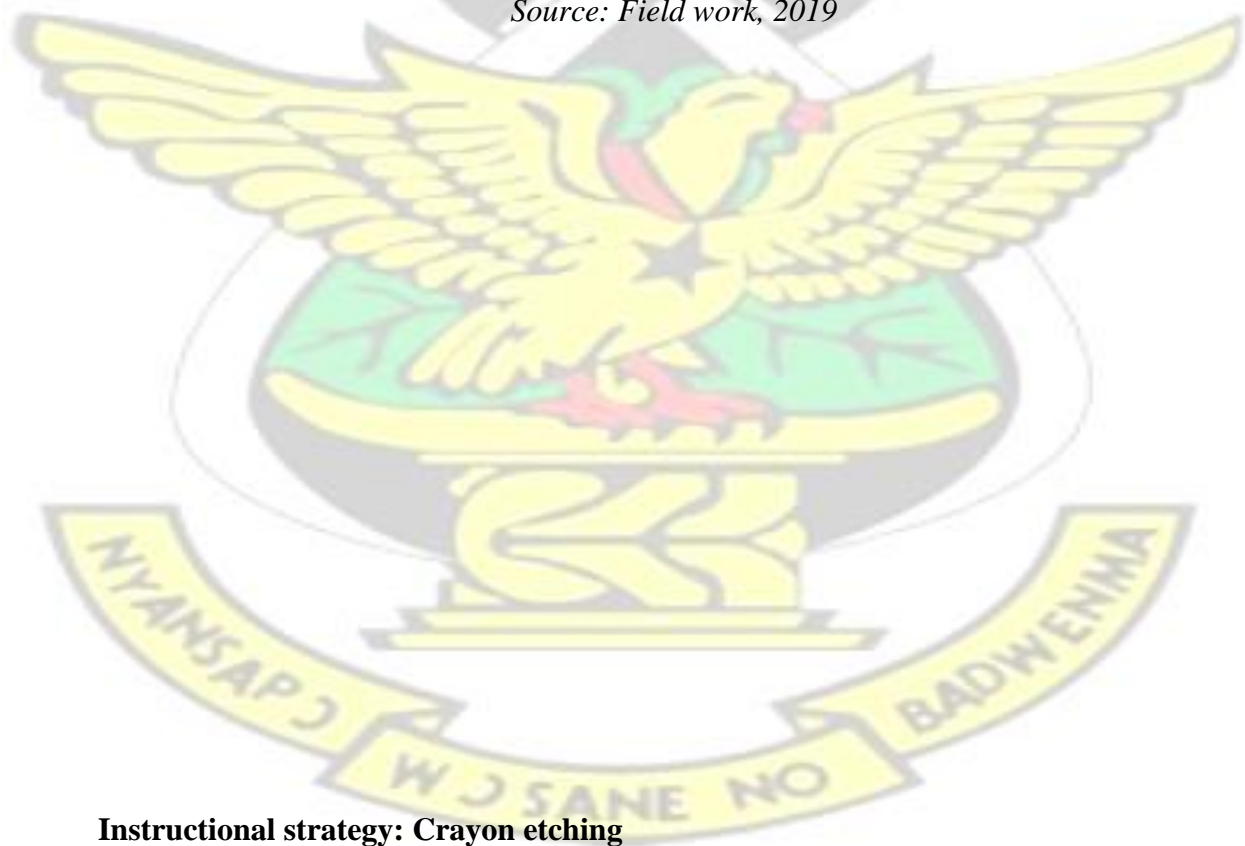 Source: Field work, 2019
NYANSAPƆ WƆSANE NO BADWENMA
Instructional strategy: Crayon etching